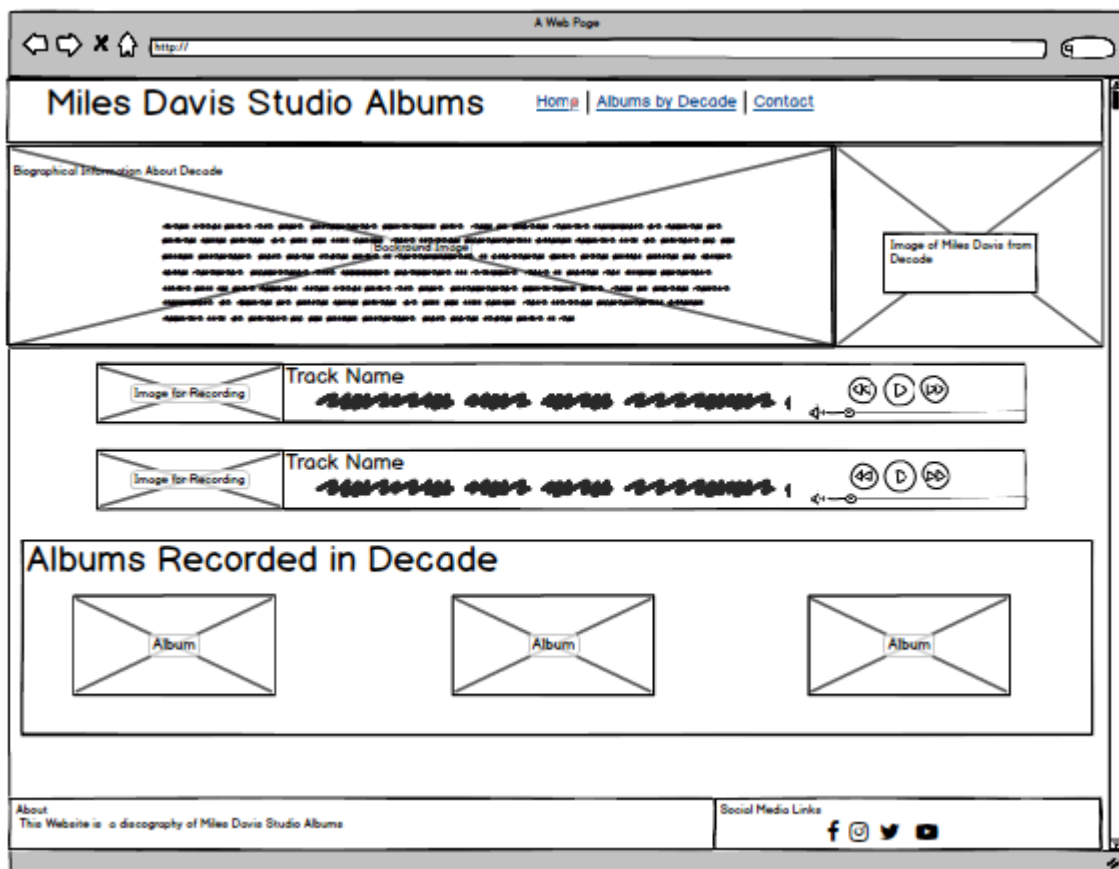 A Web Page
http://
Miles Davis Studio Albums
Home | Albums by Decade | Contact
Biographical Information About Decade
Backround Image
Image of Miles Davis from
Decade
Image for Recording
Track Name
Image for Recording
Track Name
Albums Recorded in Decade
Album
Album
Album
About
This Website is a discography of Miles Davis Studio Albums
Social Media Links